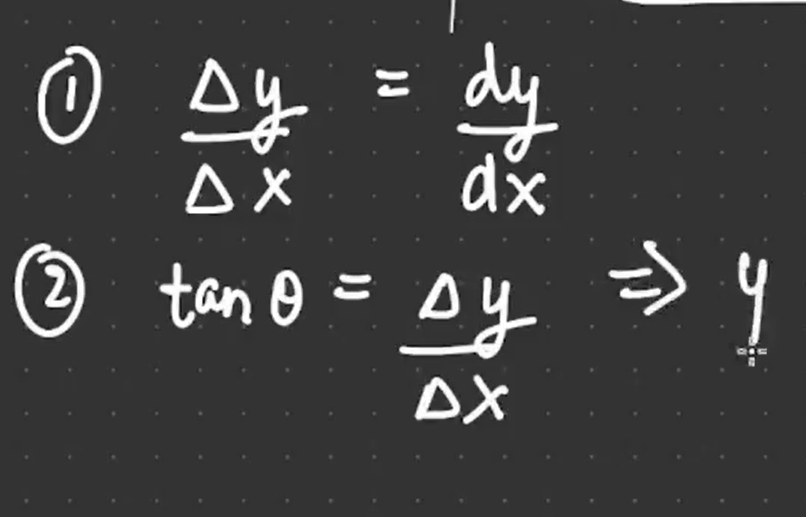 ① Δy/Δx = dy/dx
② tan θ = Δy/Δx ⇒ y